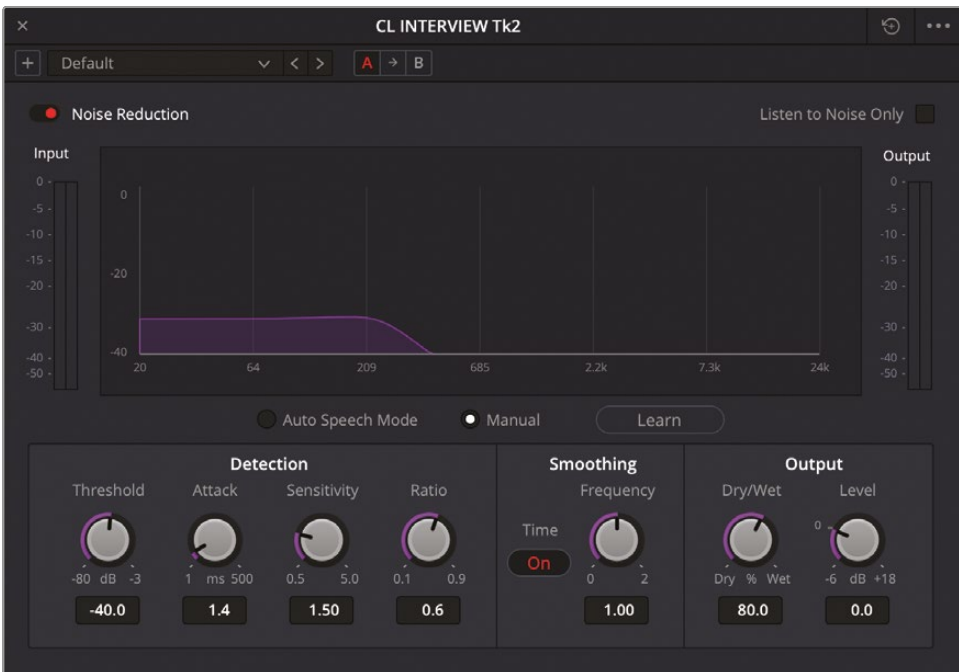 × CL INTERVIEW Tk2 •••
+ Default < > A → B
Noise Reduction Listen to Noise Only
Input Output
0 -
-5 -
-10 -
-15 -
-20 -
-30 -
-40 -
-50 -
0
-20
-40
20 64 209 685 2.2k 7.3k 24k
0 -
-5 -
-10 -
-15 -
-20 -
-30 -
-40 -
-50 -
Auto Speech Mode Manual Learn
Detection
Threshold Attack Sensitivity Ratio
-80 dB -3 1 ms 500 0.5 5.0 0.1 0.9
-40.0 1.4 1.50 0.6
Smoothing
Frequency
Time
On
0 2
1.00
Output
Dry/Wet Level
0
Dry % Wet -6 dB +18
80.0 0.0